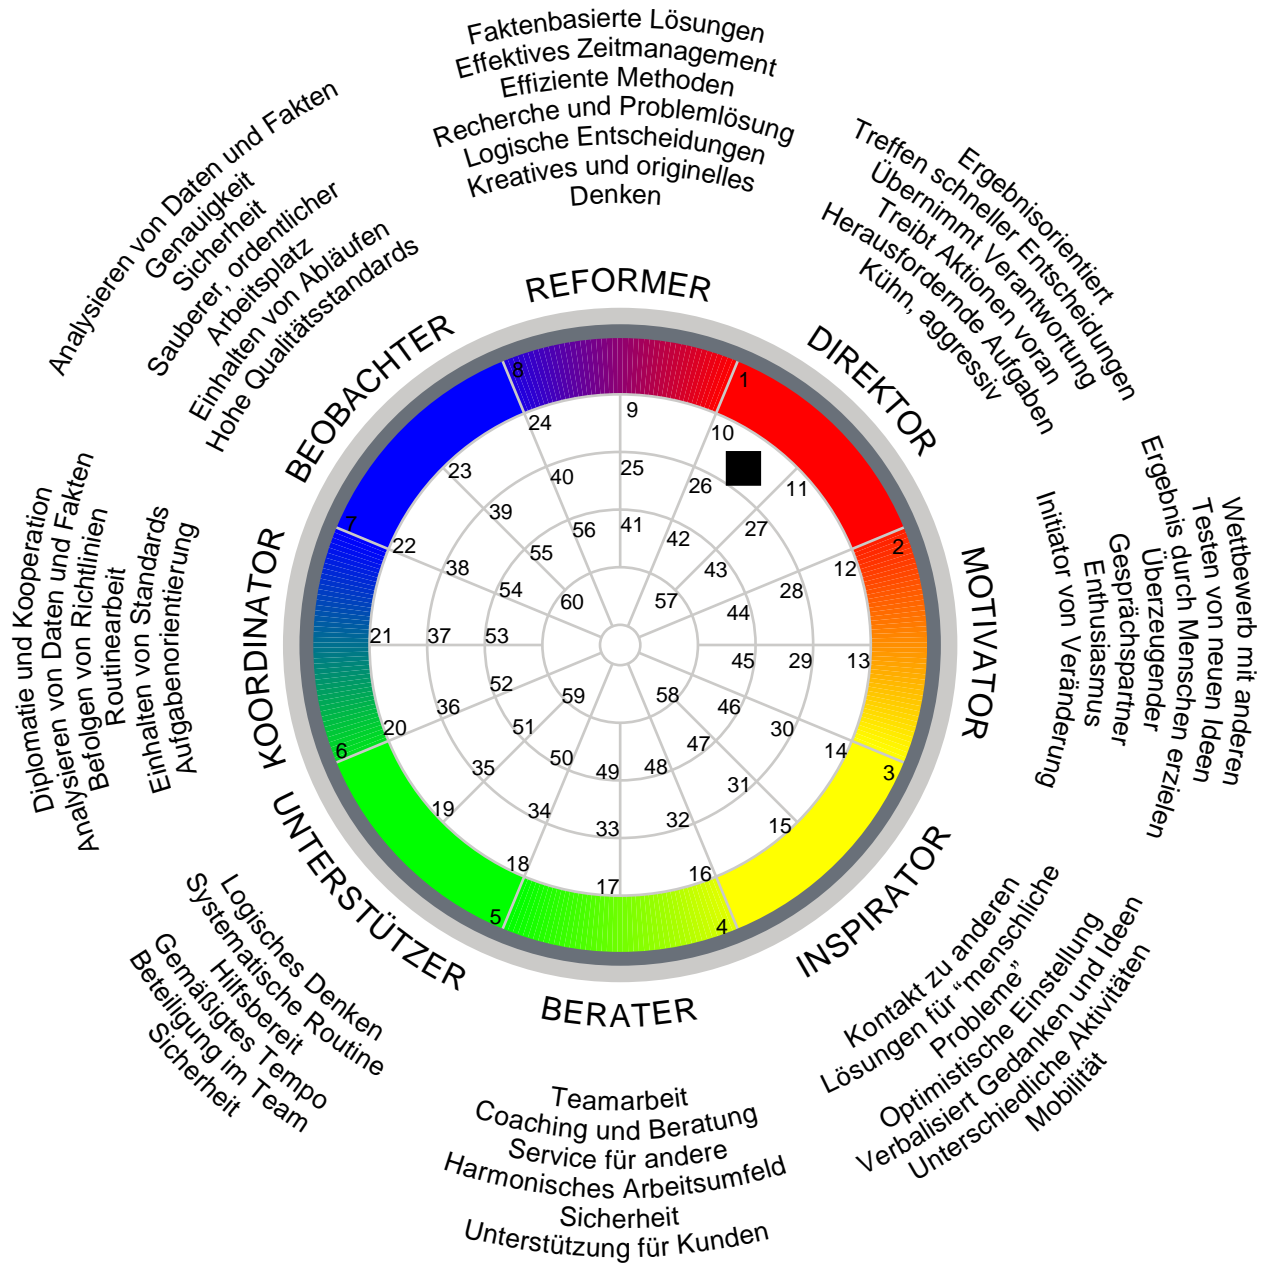 Faktenbasierte Lösungen
Effektives Zeitmanagement
Effiziente Methoden
Recherche und Problemlösung
Logische Entscheidungen
Kreatives und originelles
Denken
REFORMER
Ergebnisorientiert
Treffen schneller Entscheidungen
Übernimmt Verantwortung
Treibt Aktionen voran
Herausfordernde Aufgaben
Kühn, aggressiv
DIREKTOR
Wettbewerb mit anderen
Testen von neuen Ideen
Ergebnis durch Menschen erzielen
Überzeugender
Gesprächspartner
Enthusiasmus
Initiator von Veränderung
MOTIVATOR
Kontakt zu anderen
Lösungen für “menschliche
Probleme”
Optimistische Einstellung
Verbalisiert Gedanken und Ideen
Unterschiedliche Aktivitäten
Mobilität
INSPIRATOR
BERATER
Teamarbeit
Coaching und Beratung
Service für andere
Harmonisches Arbeitsumfeld
Sicherheit
Unterstützung für Kunden
UNTERSTÜTZER
Logisches Denken
Systematische Routine
Hilfsbereit
Gemäßigtes Tempo
Beteiligung im Team
Sicherheit
KOORDINATOR
Diplomatie und Kooperation
Analysieren von Daten und Fakten
Befolgen von Richtlinien
Routinearbeit
Einhalten von Standards
Aufgabenorientierung
BEOBACHTER
Analysieren von Daten und Fakten
Genauigkeit
Sicherheit
Sauberer, ordentlicher
Arbeitsplatz
Einhalten von Abläufen
Hohe Qualitätsstandards
1
2
3
4
5
6
7
8
9
10
11
12
13
14
15
16
17
18
19
20
21
22
23
24
25
26
27
28
29
30
31
32
33
34
35
36
37
38
39
40
41
42
43
44
45
46
47
48
49
50
51
52
53
54
55
56
57
58
59
60